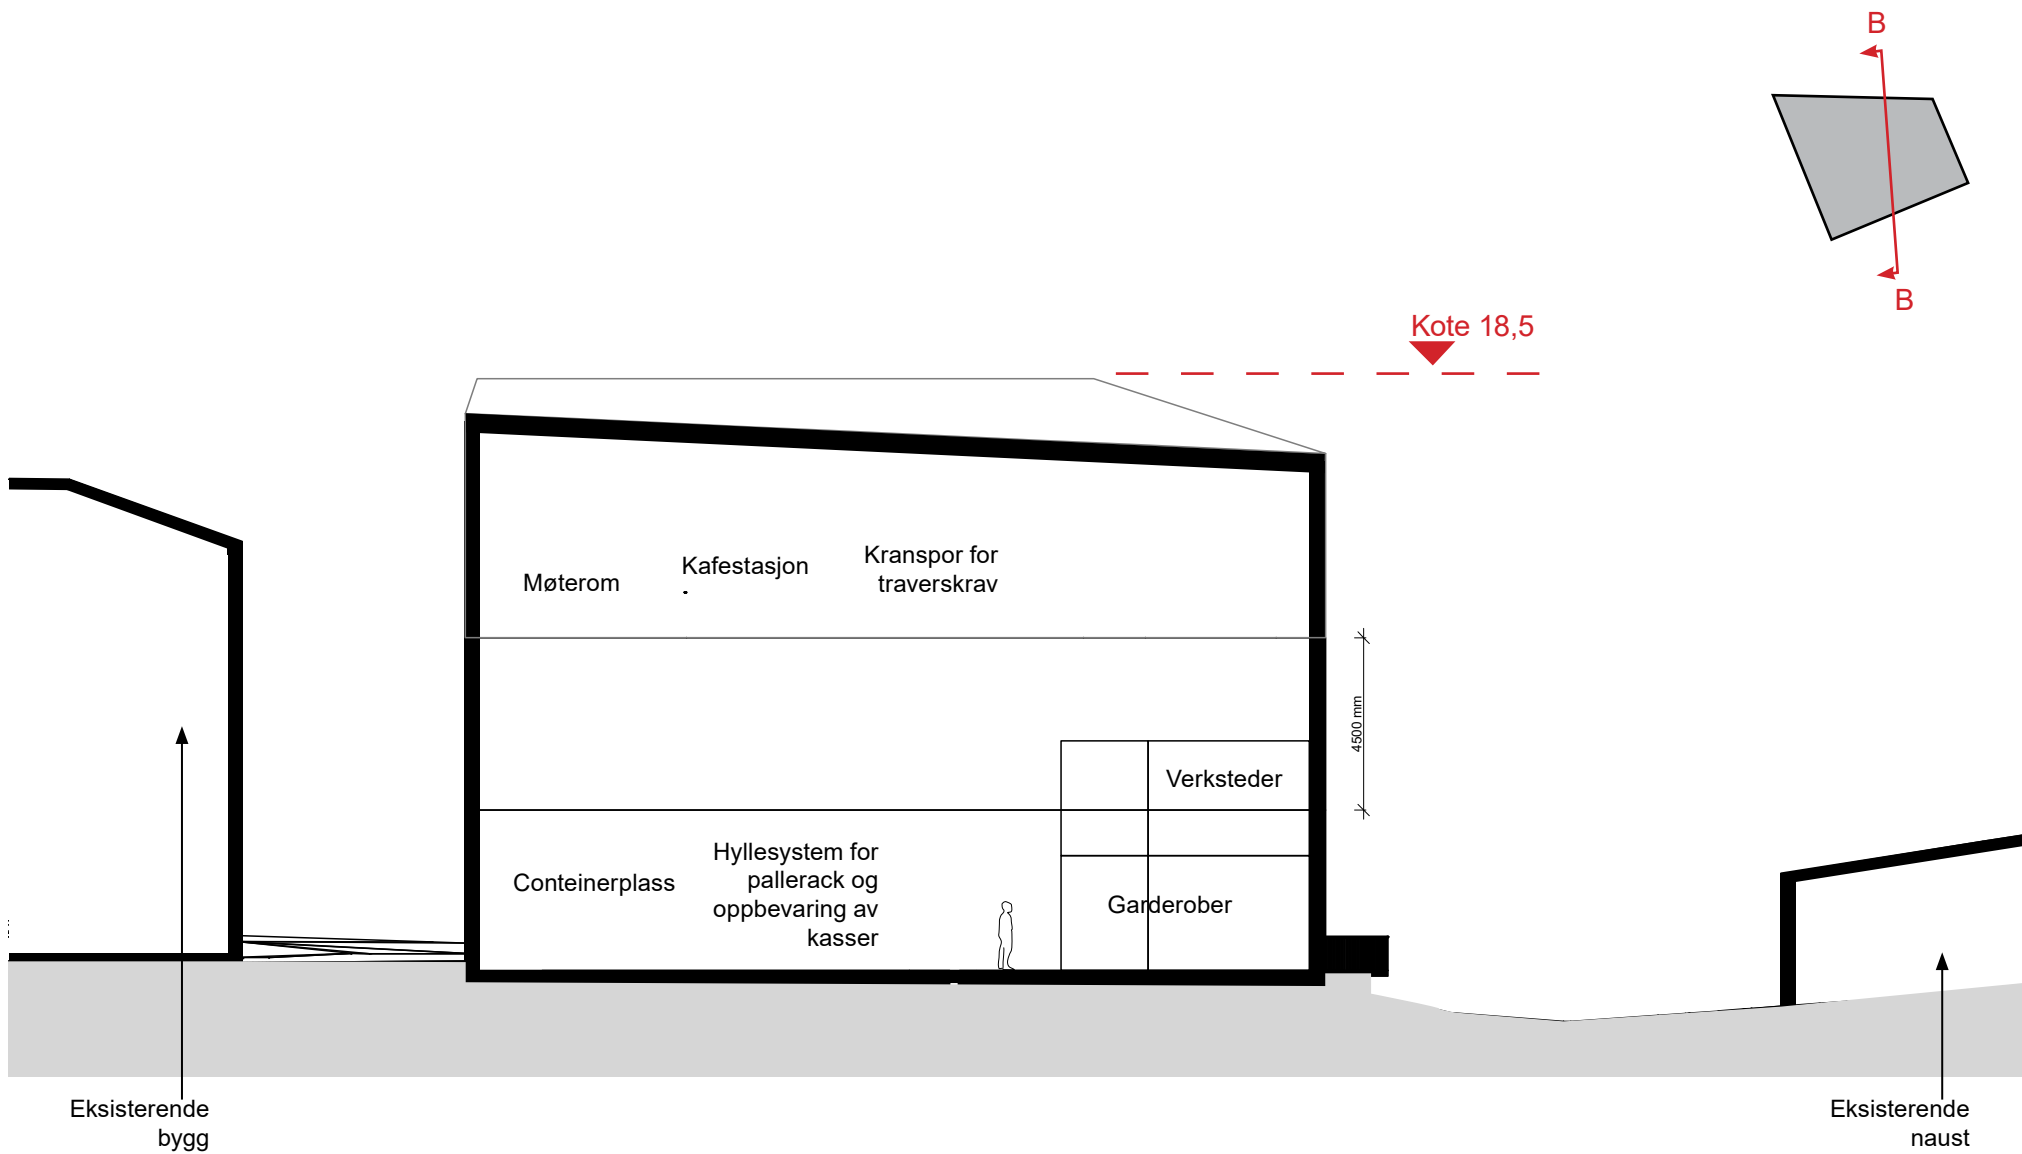 B
B
Kote 18,5
Møterom
Kafestasjon
Kranspor for
traverskrav
4500 mm
Verksteder
Conteinerplass
Hyllesystem for
pallerack og
oppbevaring av
kasser
Garderober
Eksisterende
bygg
Eksisterende
naust